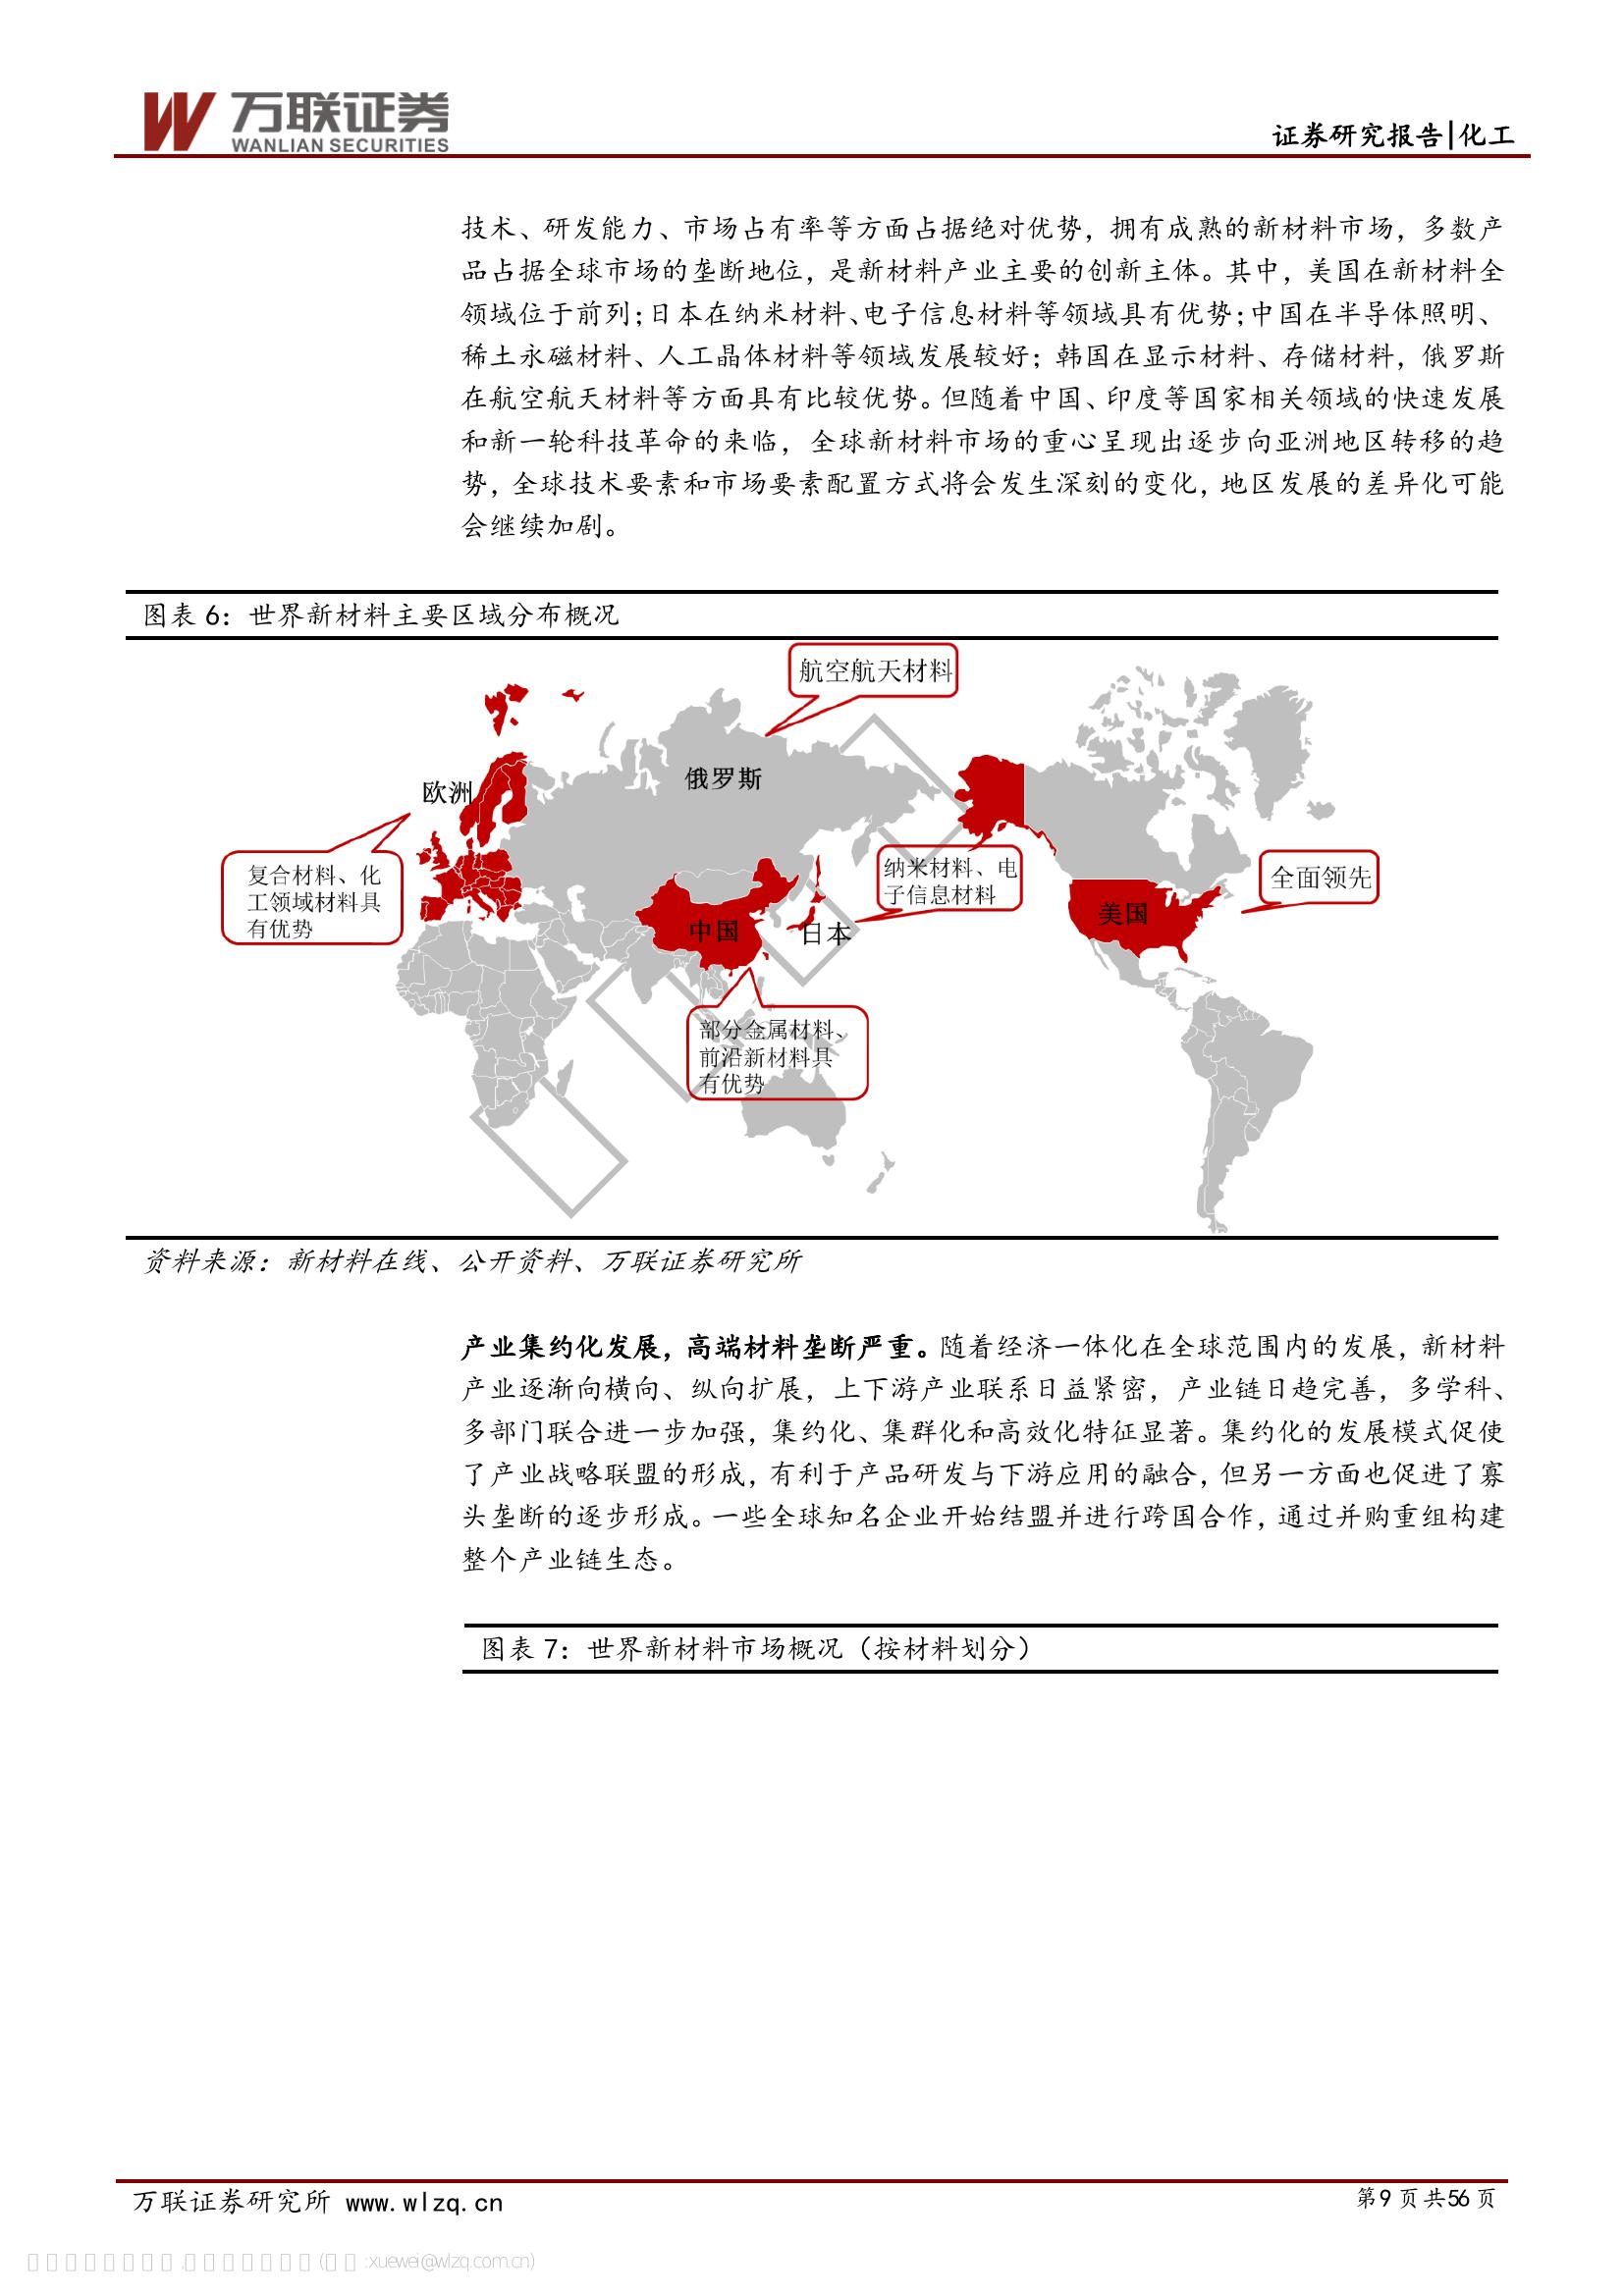 万联证券
WANLIAN SECURITIES
证券研究报告|化工
技术、研发能力、市场占有率等方面占据绝对优势，拥有成熟的新材料市场，多数产
品占据全球市场的垄断地位，是新材料产业主要的创新主体。其中，美国在新材料全
领域位于前列；日本在纳米材料、电子信息材料等领域具有优势；中国在半导体照明、
稀土永磁材料、人工晶体材料等领域发展较好；韩国在显示材料、存储材料，俄罗斯
在航空航天材料等方面具有比较优势。但随着中国、印度等国家相关领域的快速发展
和新一轮科技革命的来临，全球新材料市场的重心呈现出逐步向亚洲地区转移的趋
势，全球技术要素和市场要素配置方式将会发生深刻的变化，地区发展的差异化可能
会继续加剧。
图表 6：世界新材料主要区域分布概况
航空航天材料
俄罗斯
欧洲
复合材料、化
工领域材料具
有优势
纳米材料、电
子信息材料
全面领先
美国
中国
日本
部分金属材料、
前沿新材料具
有优势
资料来源：新材料在线、公开资料、万联证券研究所
产业集约化发展，高端材料垄断严重。随着经济一体化在全球范围内的发展，新材料
产业逐渐向横向、纵向扩展，上下游产业联系日益紧密，产业链日趋完善，多学科、
多部门联合进一步加强，集约化、集群化和高效化特征显著。集约化的发展模式促使
了产业战略联盟的形成，有利于产品研发与下游应用的融合，但另一方面也促进了寡
头垄断的逐步形成。一些全球知名企业开始结盟并进行跨国合作，通过并购重组构建
整个产业链生态。
图表 7：世界新材料市场概况（按材料划分）
万联证券研究所 www.wlzq.cn
第 9 页 共 56 页
xuewei@wlzq.com.cn)